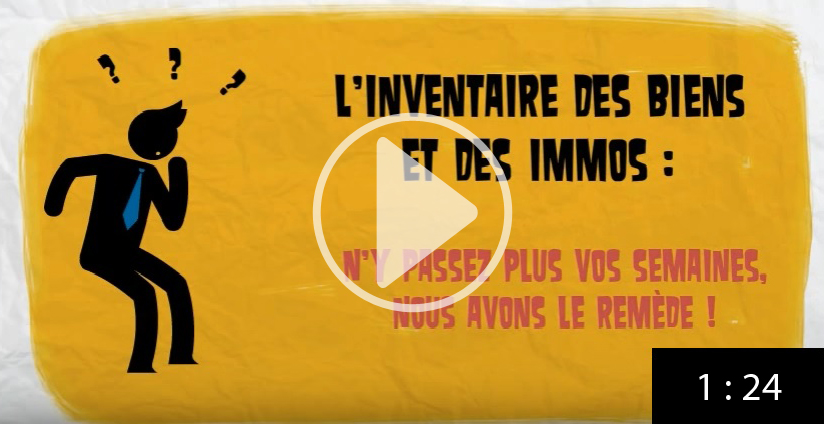 ? ? ?
L'INVENTAIRE DES BIENS
ET DES IMMOS :
N'Y PASSEZ PLUS VOS SEMAINES,
NOUS AVONS LE REMÈDE !
1 : 24